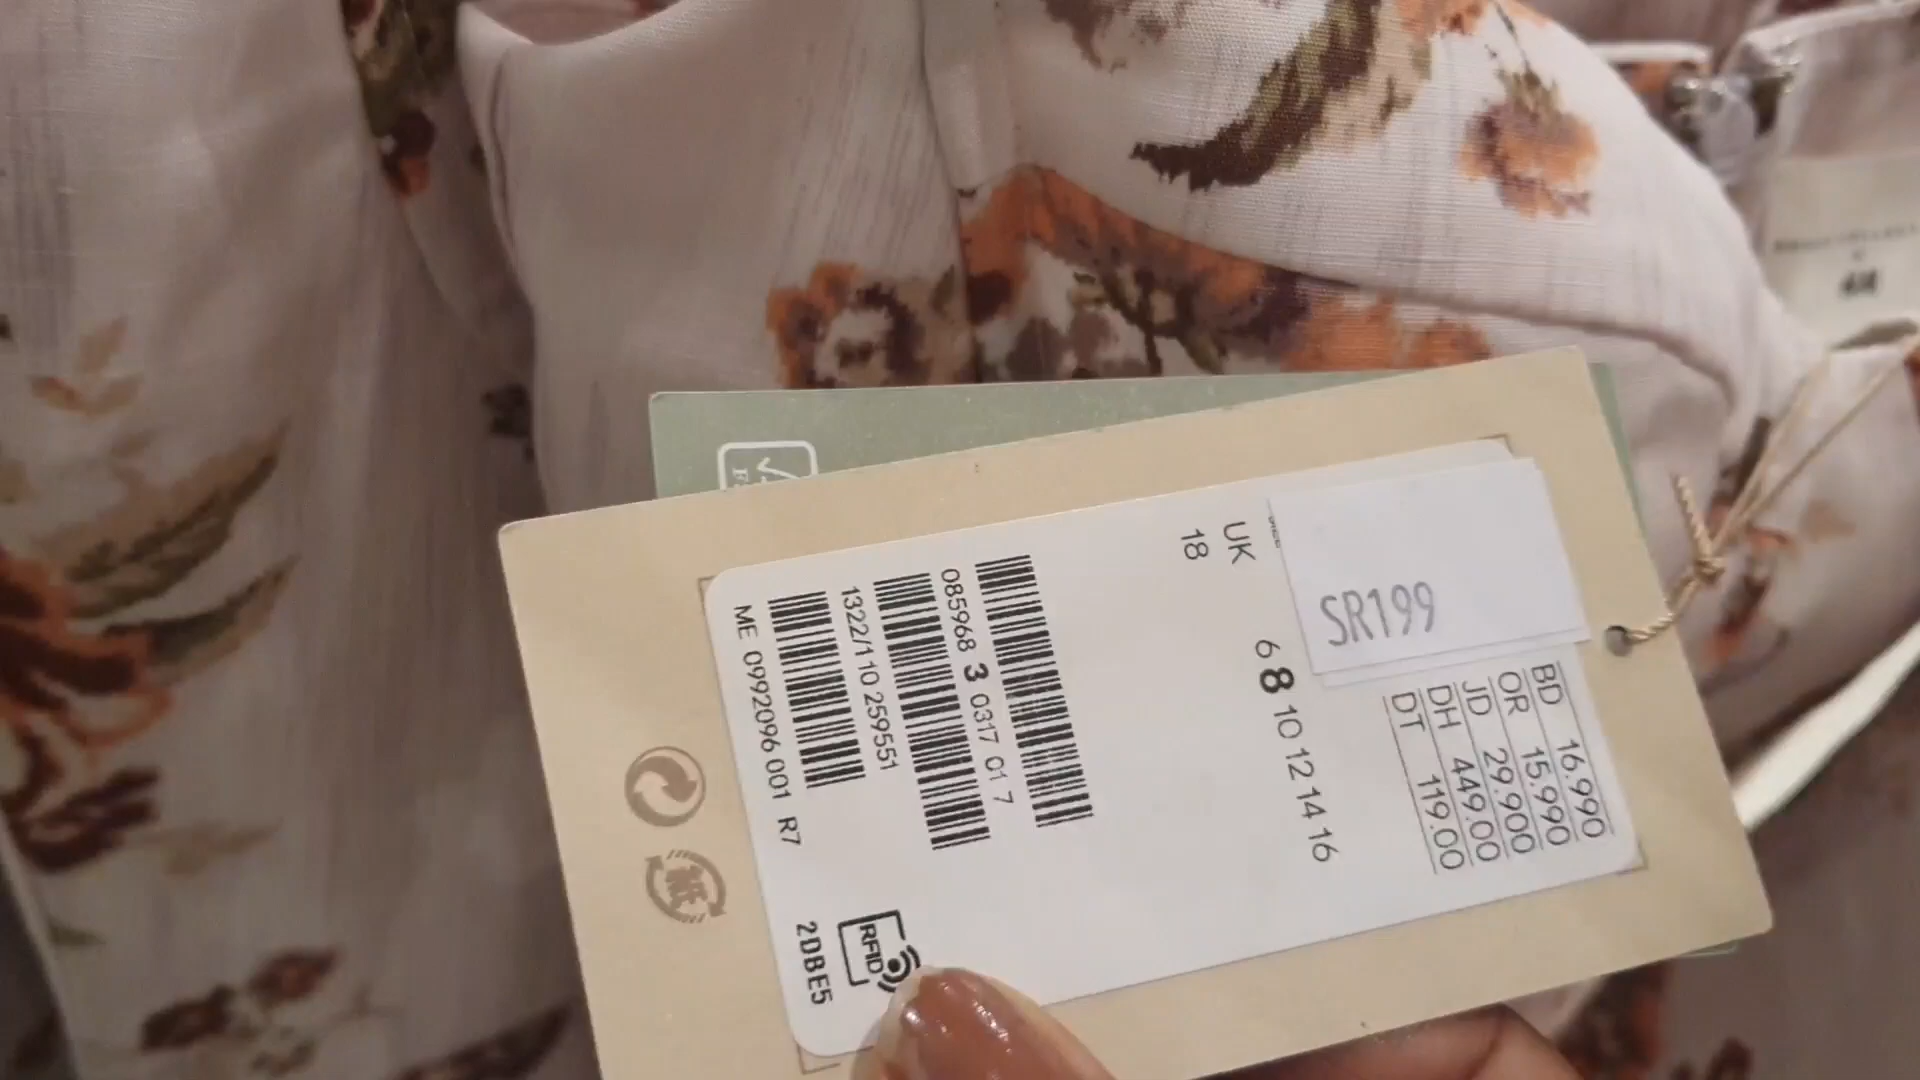 SR199
BD 16.990
OR 15.990
JD 29.900
DH 449.00
DT 119.00
UK
6 8 10 12 14 16
18
085968 3 0317 01 7
1322/110 259551
ME 0992096 001 R7
RFID
2DBE5